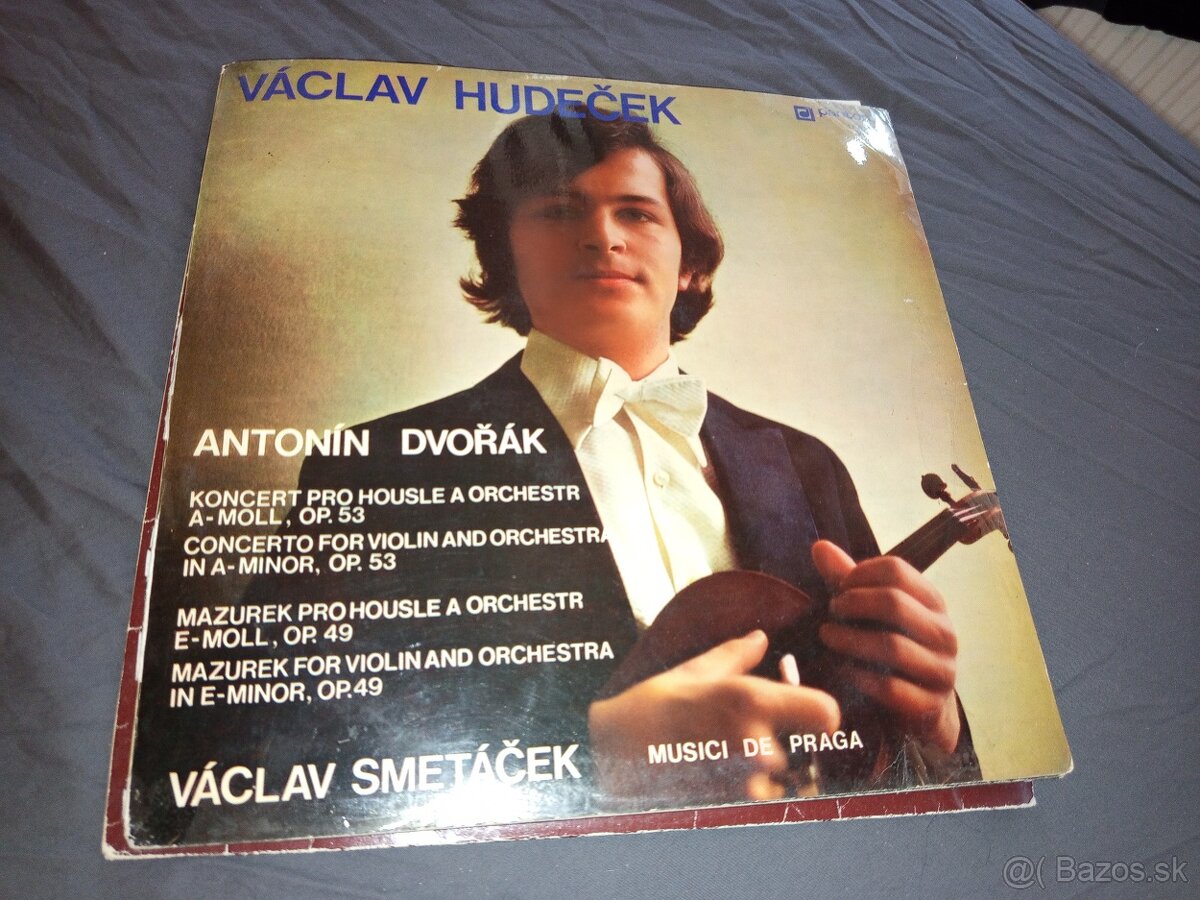 VÁCLAV HUDEČEK
panton
ANTONÍN DVOŘÁK
KONCERT PRO HOUSLE A ORCHESTR
A-MOLL, OP. 53
CONCERTO FOR VIOLIN AND ORCHESTRA
IN A-MINOR, OP. 53
MAZUREK PRO HOUSLE A ORCHESTR
E-MOLL, OP. 49
MAZUREK FOR VIOLIN AND ORCHESTRA
IN E-MINOR, OP.49
VÁCLAV SMETÁČEK
MUSICI DE PRAGA
@( Bazos.sk